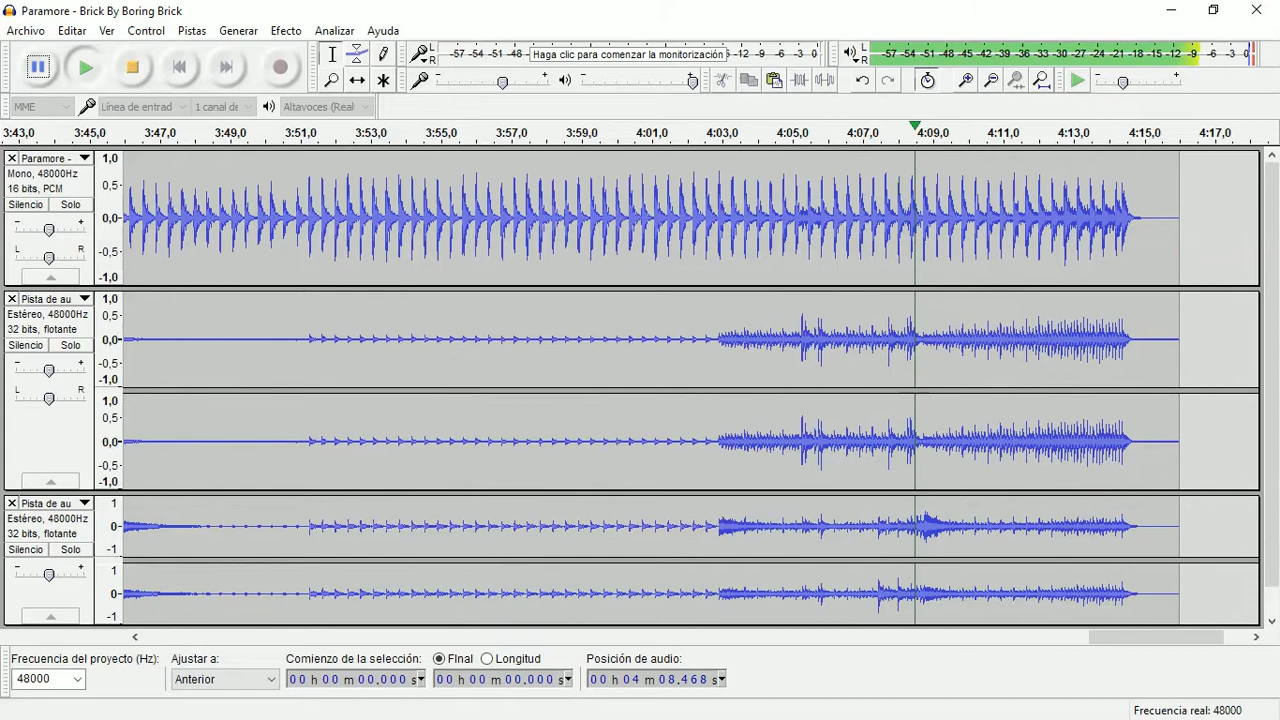 Paramore - Brick By Boring Brick
Archivo Editar Ver Control Pistas Generar Efecto Analizar Ayuda
L R -57 -54 -51 -48 Haga clic para comenzar la monitorización -12 -9 -6 -3 0
L R -57 -54 -51 -48 -45 -42 -39 -36 -33 -30 -27 -24 -21 -18 -15 -12 -9 -6 -3 0
MME Línea de entrad 1 canal de Altavoces (Real
3:43,0 3:45,0 3:47,0 3:49,0 3:51,0 3:53,0 3:55,0 3:57,0 3:59,0 4:01,0 4:03,0 4:05,0 4:07,0 4:09,0 4:11,0 4:13,0 4:15,0 4:17,0
Paramore - 1,0
Mono, 48000Hz
16 bits, PCM 0,5
Silencio Solo
- + 0,0
L R -0,5
-1,0
Pista de au 1,0
Estéreo, 48000Hz 0,5
32 bits, flotante
Silencio Solo 0,0
- + -0,5
-1,0
L R
1,0
0,5
0,0
-0,5
-1,0
Pista de au 1
Estéreo, 48000Hz 0
32 bits, flotante
Silencio Solo -1
- + 1
0
-1
Frecuencia del proyecto (Hz): Ajustar a: Comienzo de la selección: FInal Longitud Posición de audio:
48000 Anterior 00 h 00 m 00.000 s 00 h 00 m 00.000 s 00 h 04 m 08.468 s
Frecuencia real: 48000